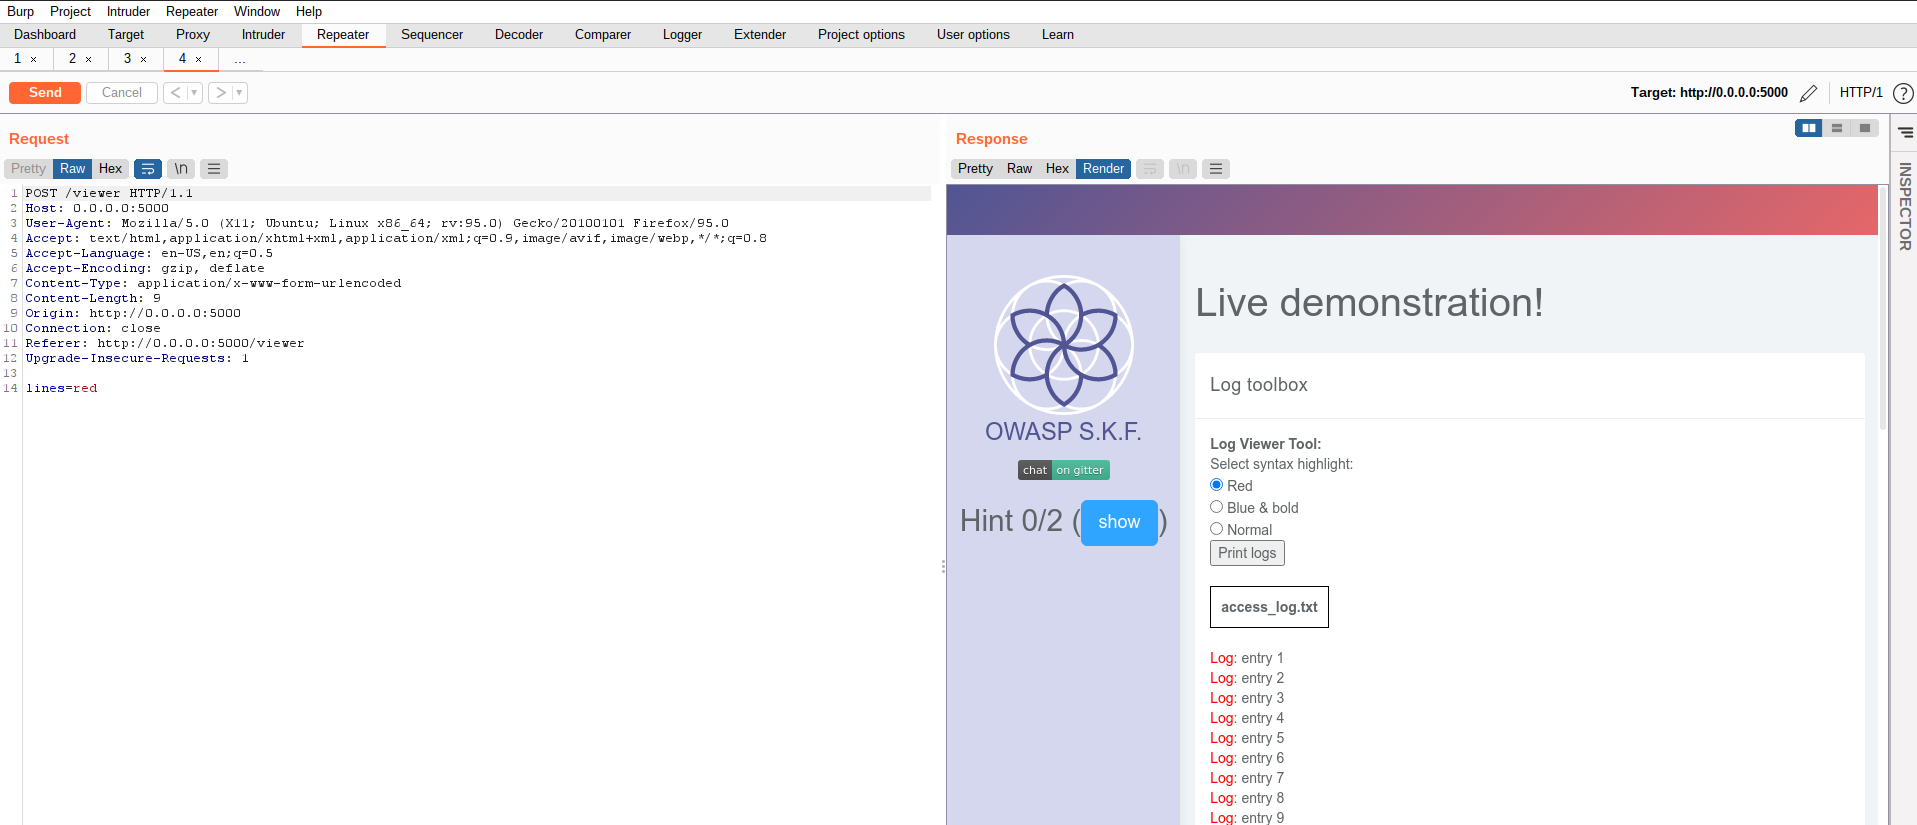 Burp Project Intruder Repeater Window Help
Dashboard Target Proxy Intruder Repeater Sequencer Decoder Comparer Logger Extender Project options User options Learn
1 × 2 × 3 × 4 × ...
Send Cancel < > Target: http://0.0.0.0:5000 HTTP/1 ?
Request
Pretty Raw Hex \n
1 POST /viewer HTTP/1.1
2 Host: 0.0.0.0:5000
3 User-Agent: Mozilla/5.0 (X11; Ubuntu; Linux x86_64; rv:95.0) Gecko/20100101 Firefox/95.0
4 Accept: text/html,application/xhtml+xml,application/xml;q=0.9,image/avif,image/webp,*/*;q=0.8
5 Accept-Language: en-US,en;q=0.5
6 Accept-Encoding: gzip, deflate
7 Content-Type: application/x-www-form-urlencoded
8 Content-Length: 9
9 Origin: http://0.0.0.0:5000
10 Connection: close
11 Referer: http://0.0.0.0:5000/viewer
12 Upgrade-Insecure-Requests: 1
13
14 lines=red
Response
Pretty Raw Hex Render \n
OWASP S.K.F.
chat on gitter
Hint 0/2 (show)
Live demonstration!
Log toolbox
Log Viewer Tool:
Select syntax highlight:
Red
Blue & bold
Normal
Print logs
access_log.txt
Log: entry 1
Log: entry 2
Log: entry 3
Log: entry 4
Log: entry 5
Log: entry 6
Log: entry 7
Log: entry 8
Log: entry 9
INSPECTOR